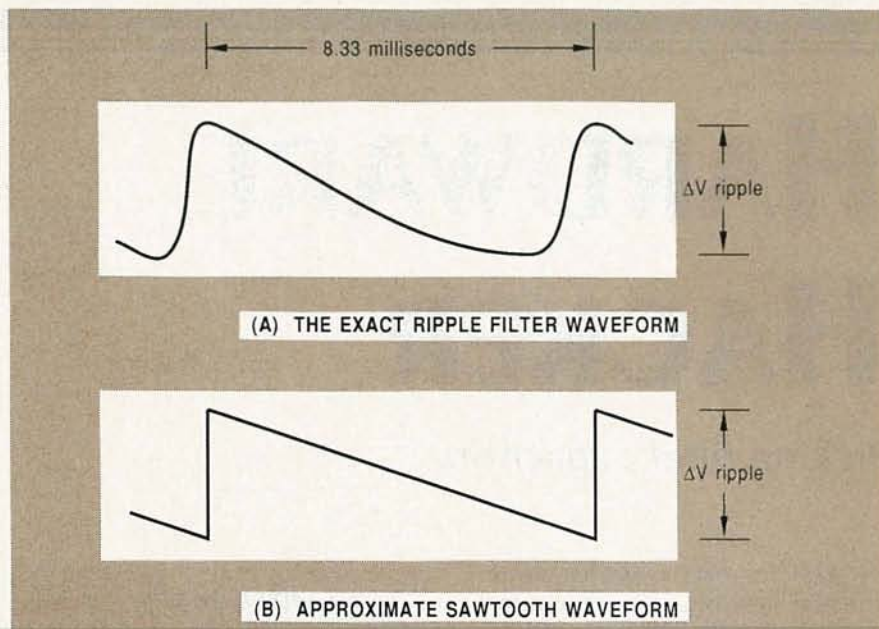 8.33 milliseconds
ΔV ripple
(A) THE EXACT RIPPLE FILTER WAVEFORM
ΔV ripple
(B) APPROXIMATE SAWTOOTH WAVEFORM